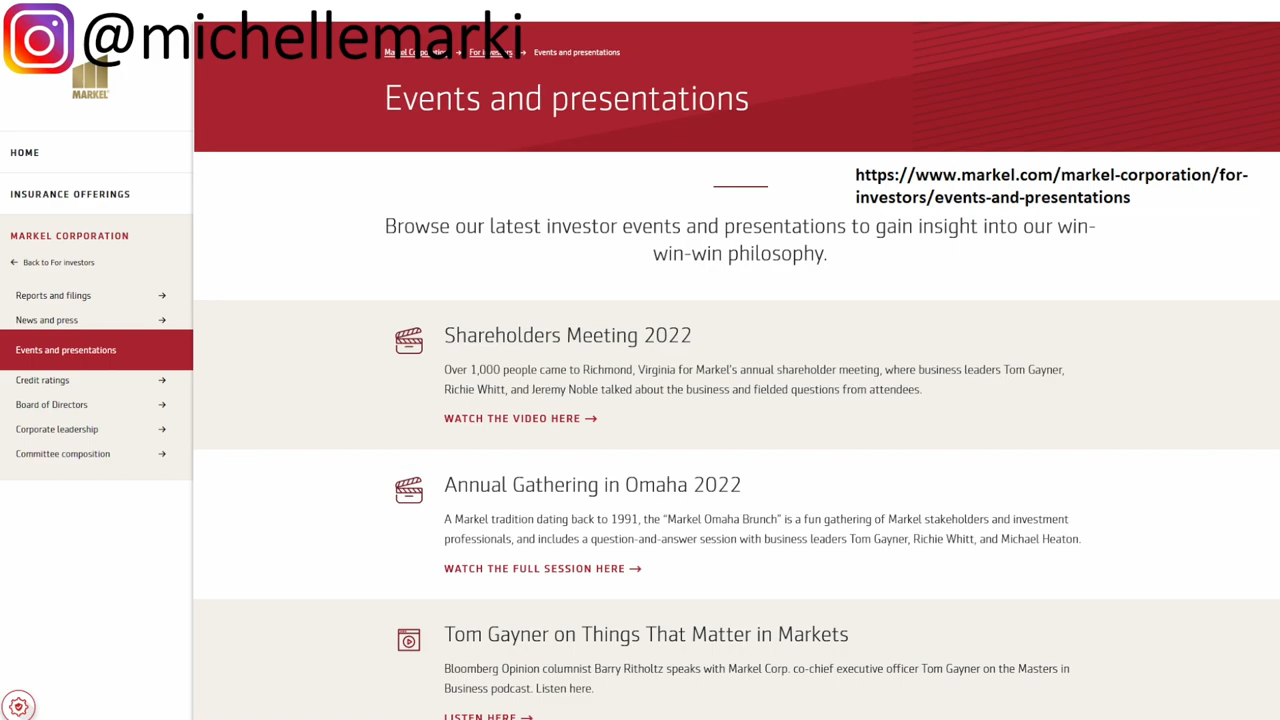 @michellemarki
MARKEL
Markel Corporation → For investors → Events and presentations
Events and presentations
HOME
INSURANCE OFFERINGS
MARKEL CORPORATION
← Back to For investors
Reports and filings →
News and press →
Events and presentations
Credit ratings →
Board of Directors →
Corporate leadership →
Committee composition →
https://www.markel.com/markel-corporation/for-
investors/events-and-presentations
Browse our latest investor events and presentations to gain insight into our win-
win-win philosophy.
Shareholders Meeting 2022
Over 1,000 people came to Richmond, Virginia for Markel's annual shareholder meeting, where business leaders Tom Gayner,
Richie Whitt, and Jeremy Noble talked about the business and fielded questions from attendees.
WATCH THE VIDEO HERE →
Annual Gathering in Omaha 2022
A Markel tradition dating back to 1991, the “Markel Omaha Brunch” is a fun gathering of Markel stakeholders and investment
professionals, and includes a question-and-answer session with business leaders Tom Gayner, Richie Whitt, and Michael Heaton.
WATCH THE FULL SESSION HERE →
Tom Gayner on Things That Matter in Markets
Bloomberg Opinion columnist Barry Ritholtz speaks with Markel Corp. co-chief executive officer Tom Gayner on the Masters in
Business podcast. Listen here.
LISTEN HERE →